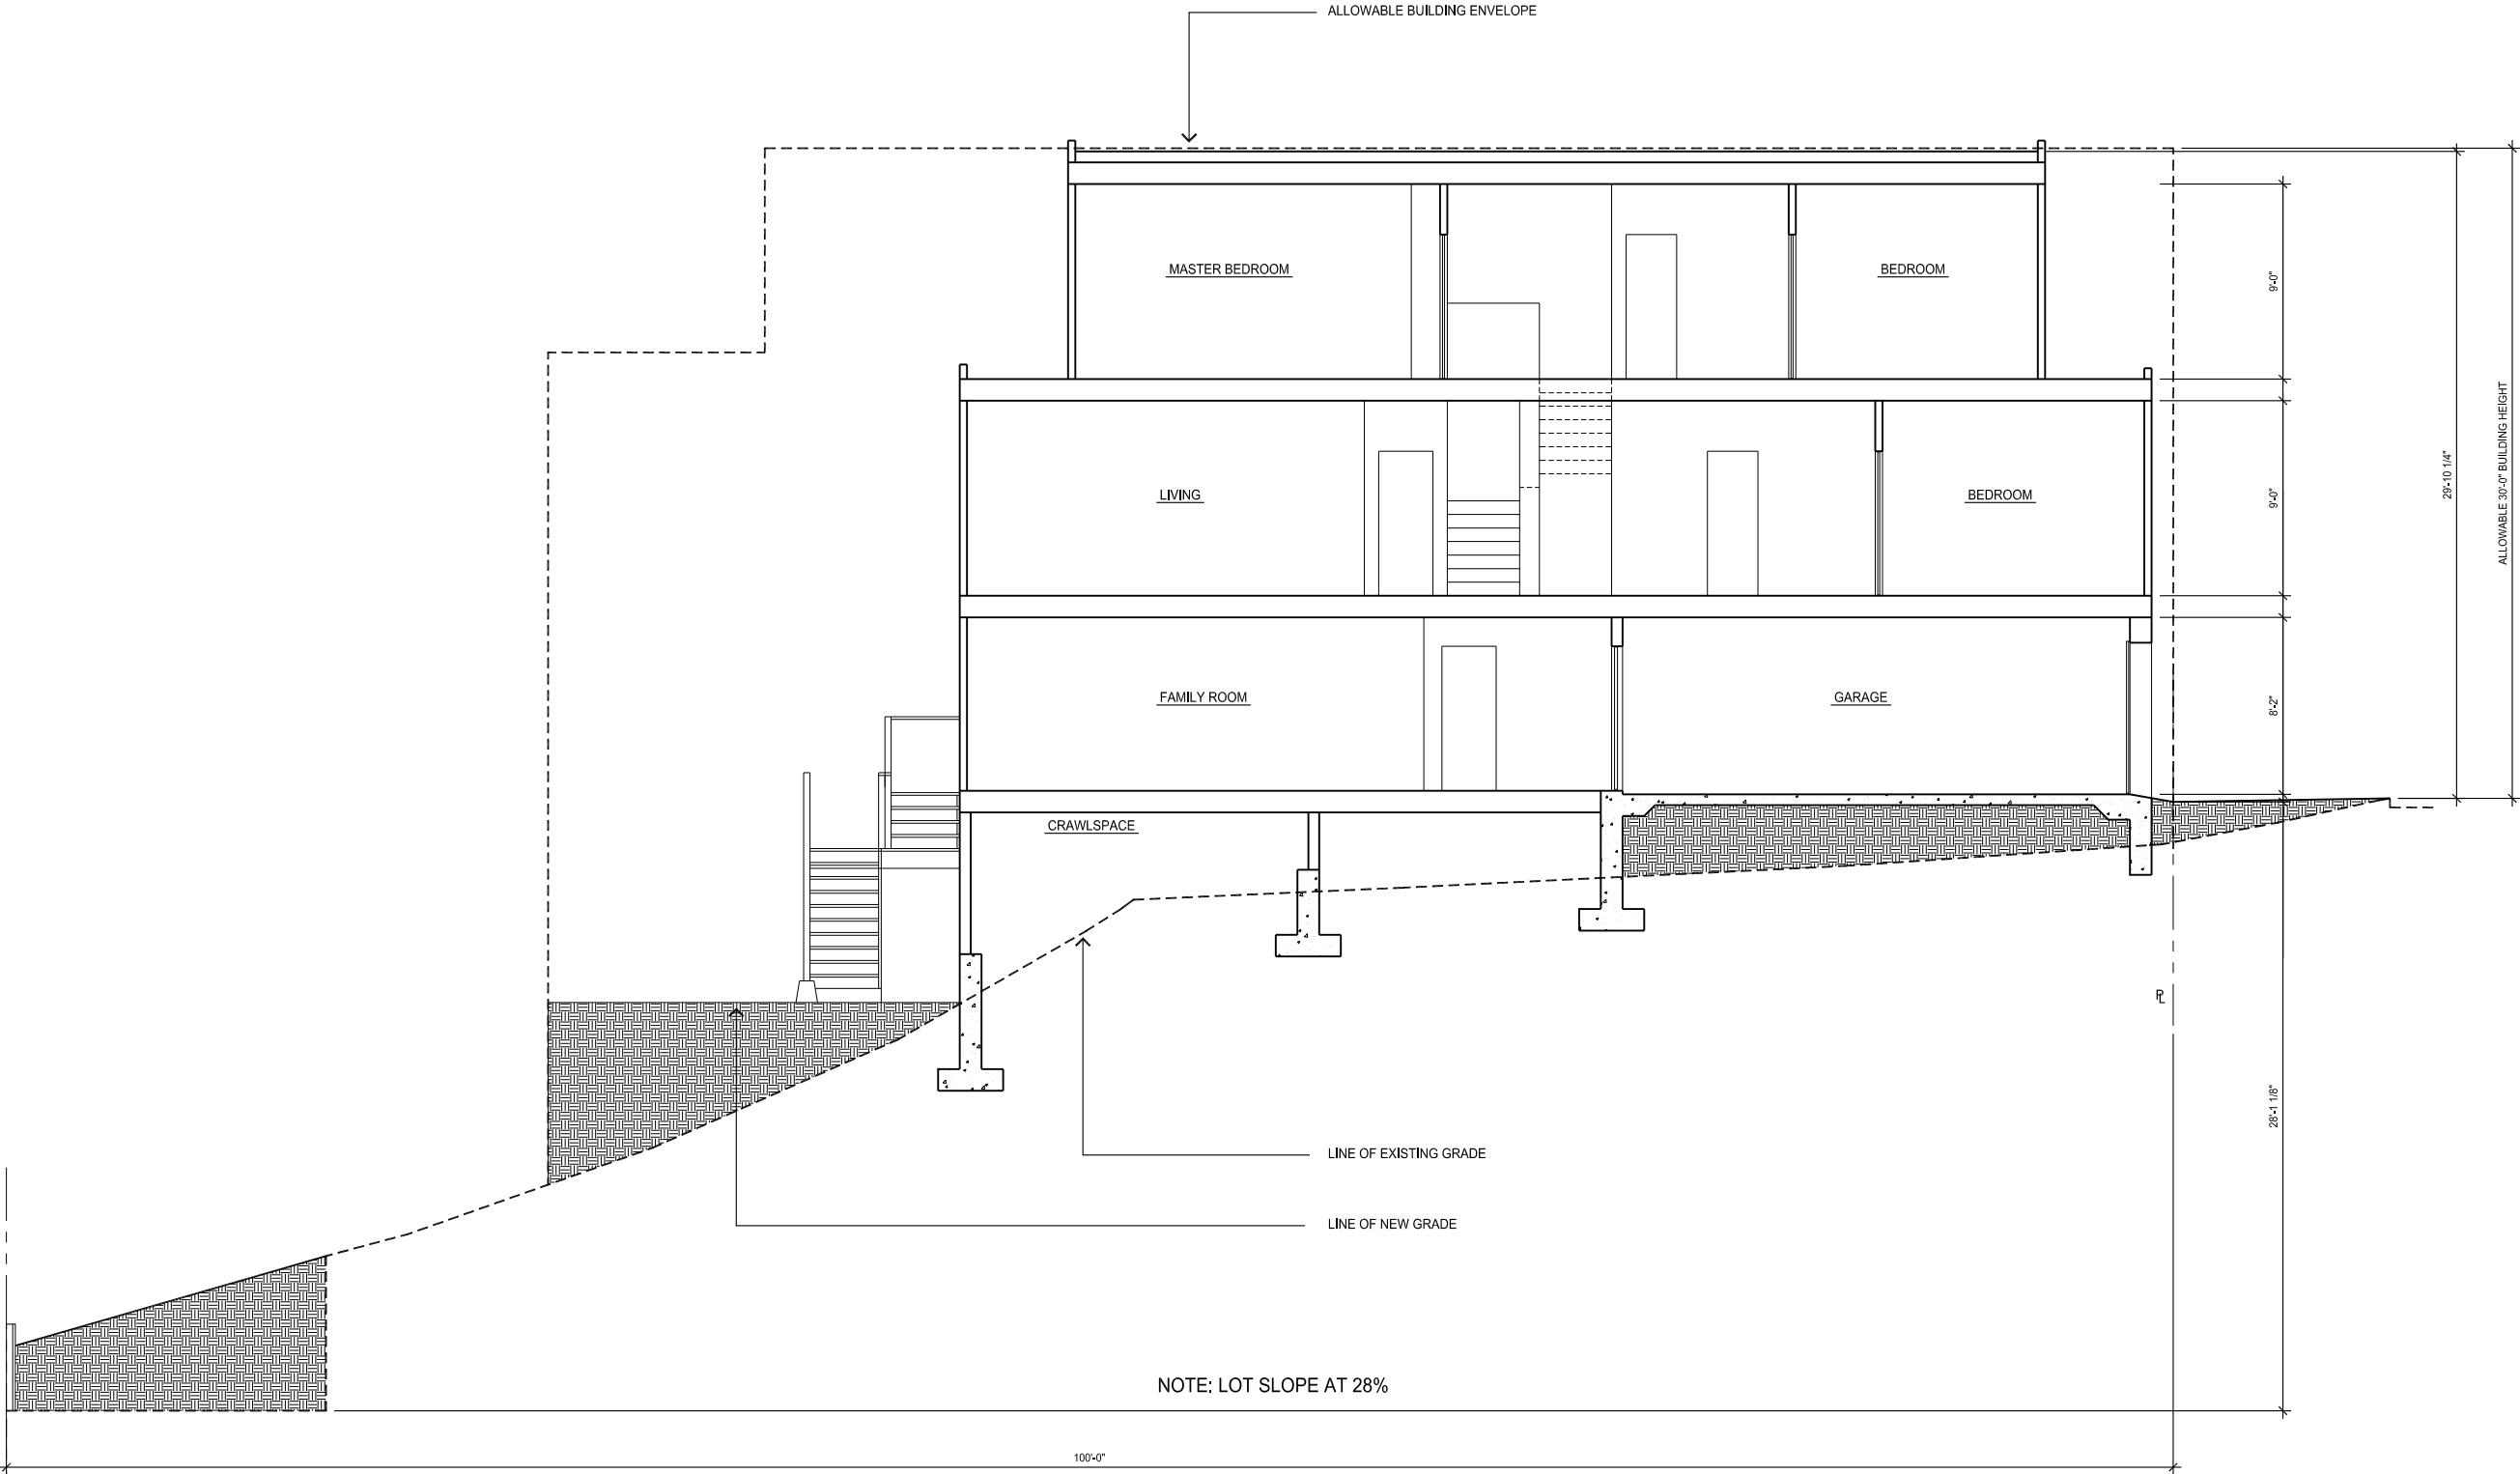 ALLOWABLE BUILDING ENVELOPE
MASTER BEDROOM
BEDROOM
9'-0"
ALLOWABLE 30'-0" BUILDING HEIGHT
29'-10 1/4"
LIVING
BEDROOM
9'-0"
FAMILY ROOM
GARAGE
8'-2"
CRAWLSPACE
PL
28'-1 1/8"
LINE OF EXISTING GRADE
LINE OF NEW GRADE
NOTE: LOT SLOPE AT 28%
100'-0"